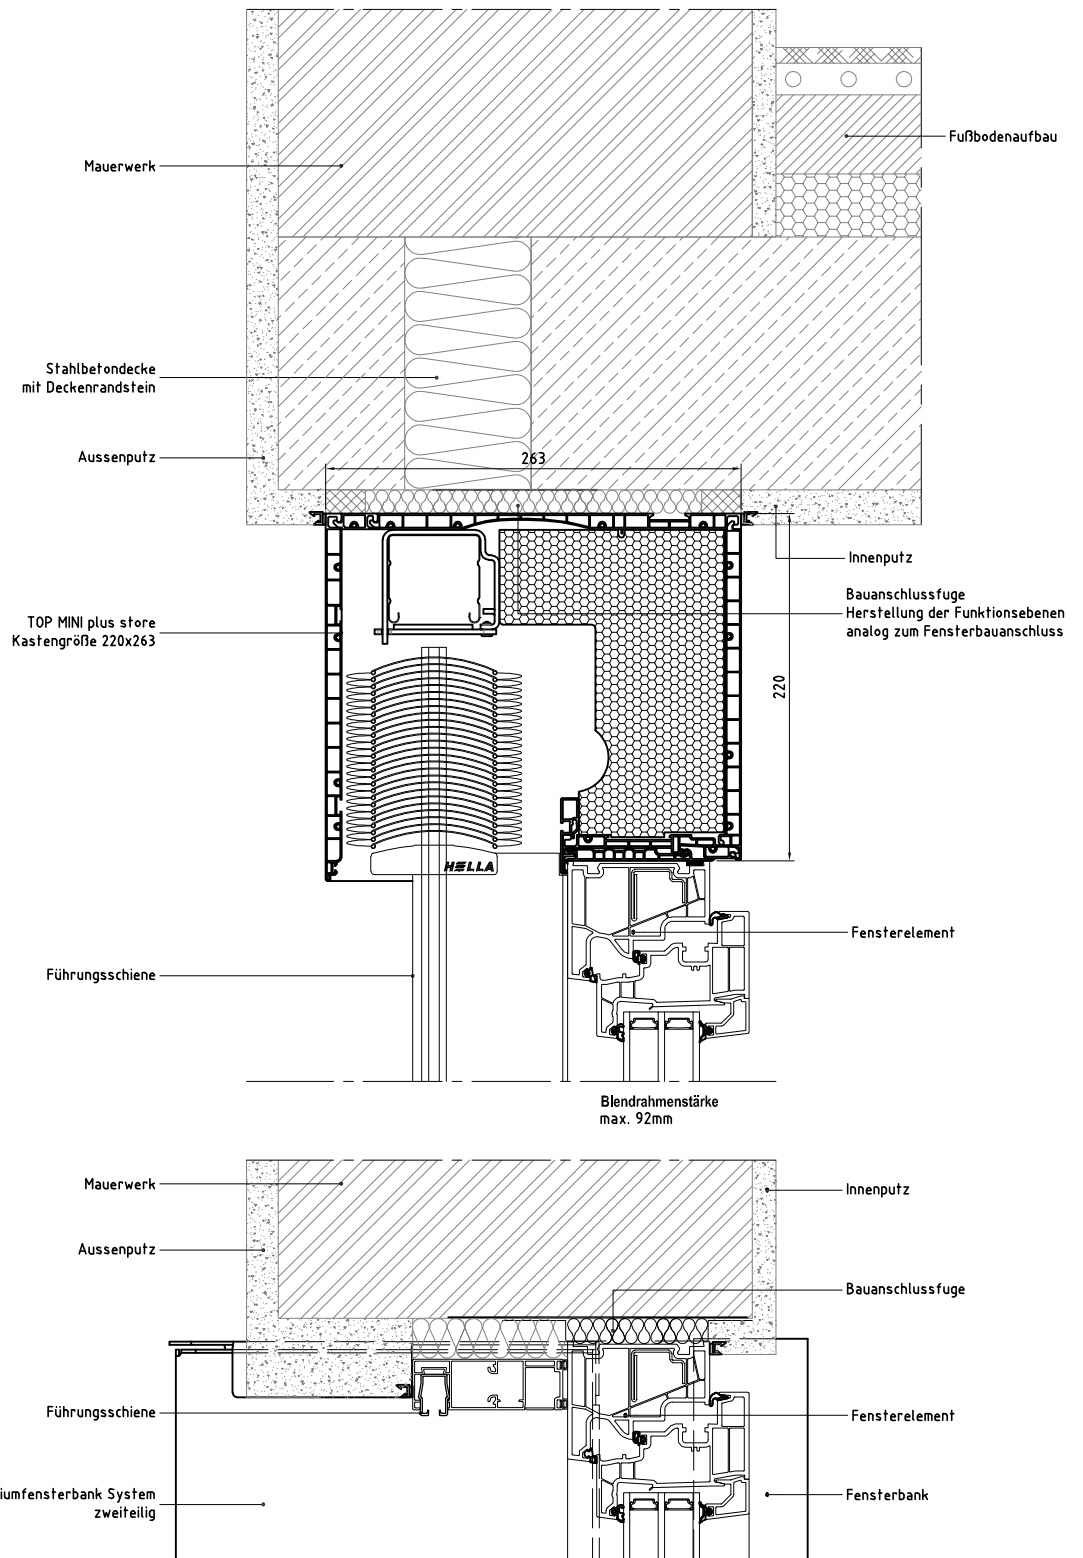 Fußbodenaufbau
Mauerwerk
Stahlbetondecke
mit Deckenrandstein
Aussenputz
263
Innenputz
Bauanschlussfuge
Herstellung der Funktionsebenen
analog zum Fensterbauanschluss
TOP MINI plus store
Kastengröße 220x263
220
HELLA
Fensterelement
Führungsschiene
Blendrahmenstärke
max. 92mm
Mauerwerk
Innenputz
Aussenputz
Bauanschlussfuge
Führungsschiene
Fensterelement
iumfensterbank System
zweiteilig
Fensterbank